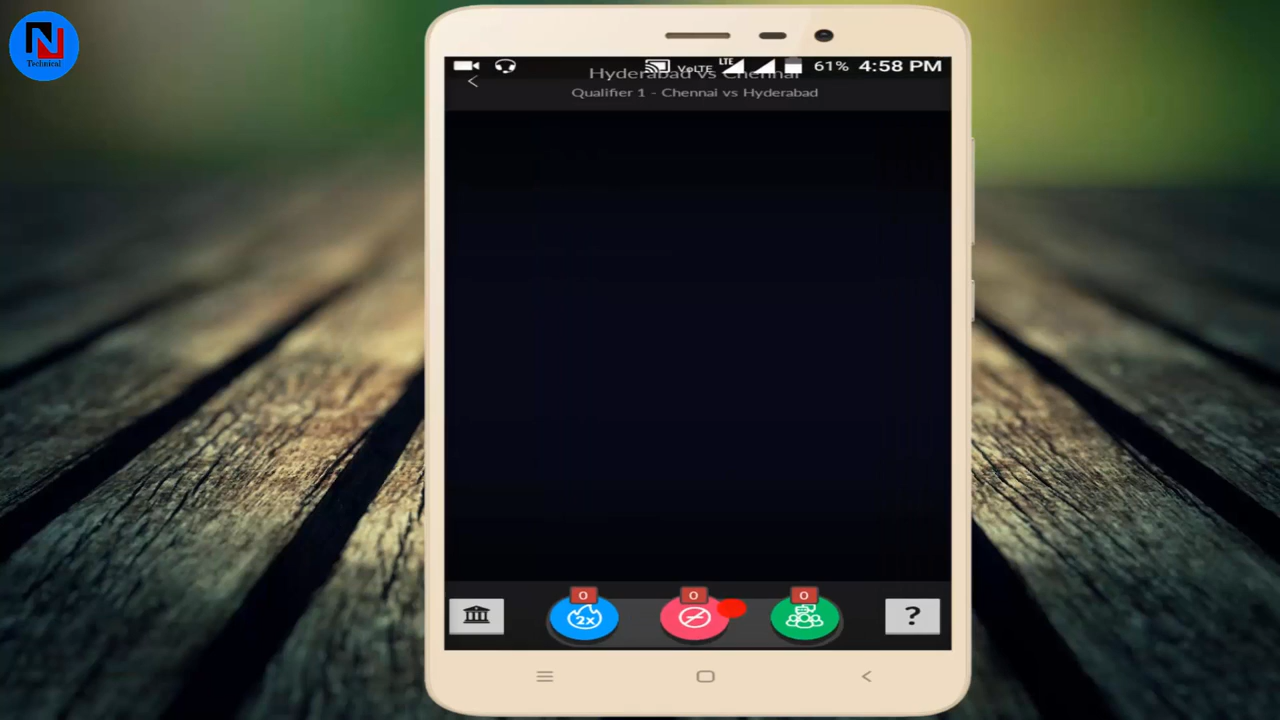 N
Technical
VoLTE LTE 61% 4:58 PM
Hyderabad vs Chennai
Qualifier 1 - Chennai vs Hyderabad
0 0 0
2x
?